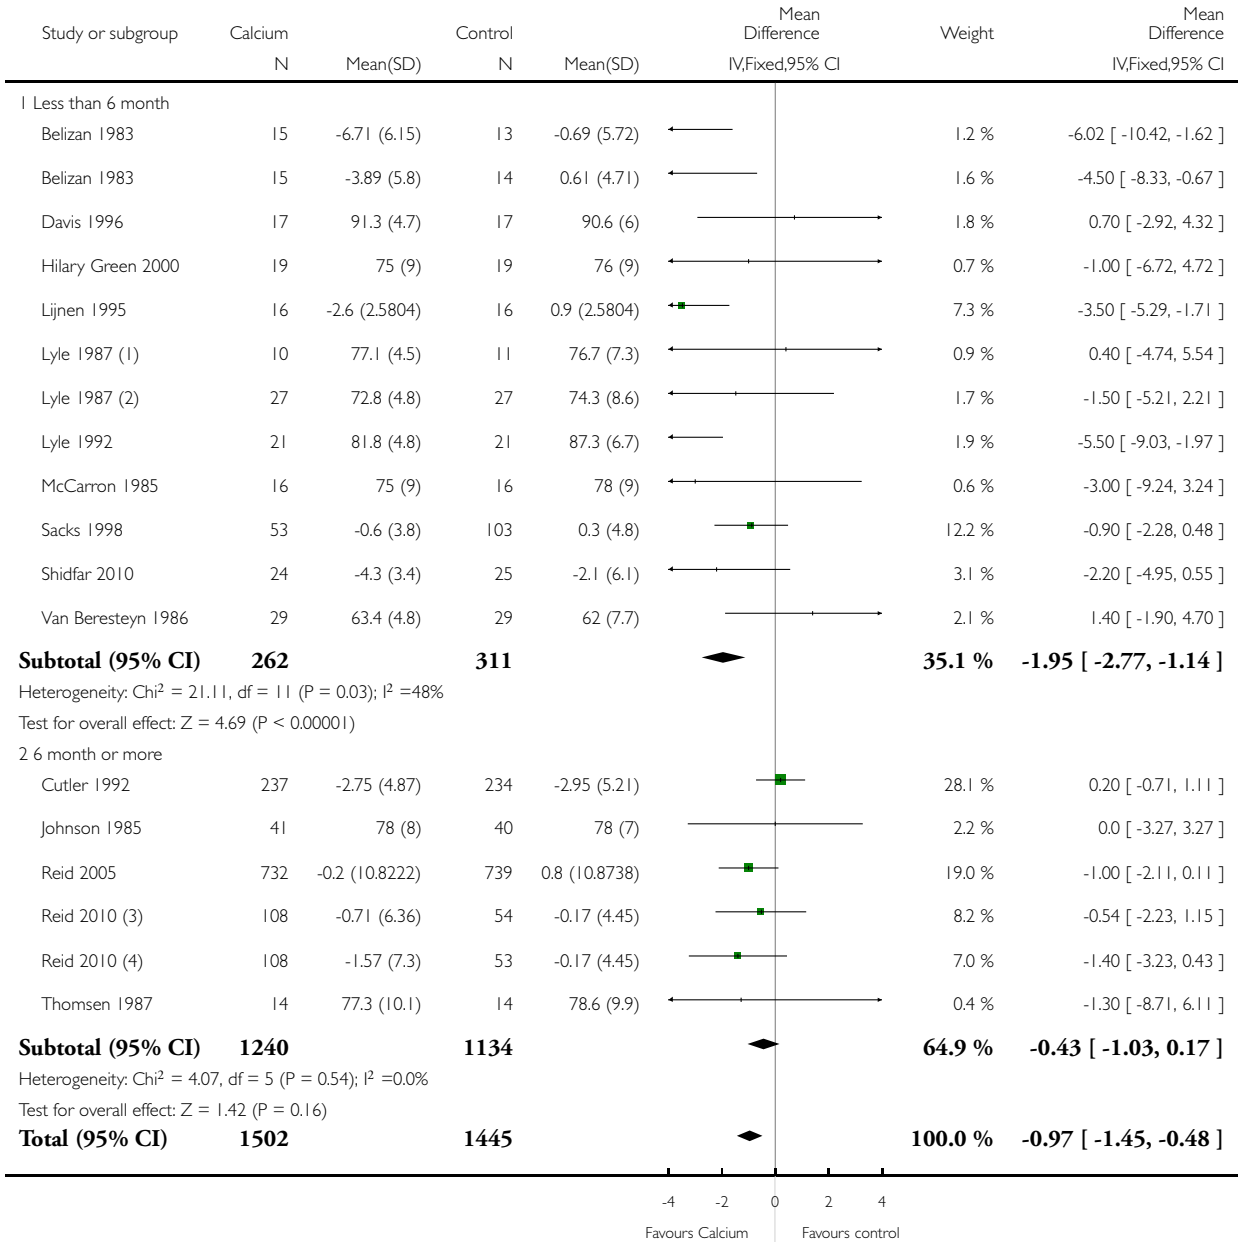 Mean Mean
Study or subgroup Calcium Control Difference Weight Difference
N Mean(SD) N Mean(SD) IV,Fixed,95% CI IV,Fixed,95% CI
1 Less than 6 month
Belizan 1983 15 -6.71 (6.15) 13 -0.69 (5.72) 1.2 % -6.02 [ -10.42, -1.62 ]
Belizan 1983 15 -3.89 (5.8) 14 0.61 (4.71) 1.6 % -4.50 [ -8.33, -0.67 ]
Davis 1996 17 91.3 (4.7) 17 90.6 (6) 1.8 % 0.70 [ -2.92, 4.32 ]
Hilary Green 2000 19 75 (9) 19 76 (9) 0.7 % -1.00 [ -6.72, 4.72 ]
Lijnen 1995 16 -2.6 (2.5804) 16 0.9 (2.5804) 7.3 % -3.50 [ -5.29, -1.71 ]
Lyle 1987 (1) 10 77.1 (4.5) 11 76.7 (7.3) 0.9 % 0.40 [ -4.74, 5.54 ]
Lyle 1987 (2) 27 72.8 (4.8) 27 74.3 (8.6) 1.7 % -1.50 [ -5.21, 2.21 ]
Lyle 1992 21 81.8 (4.8) 21 87.3 (6.7) 1.9 % -5.50 [ -9.03, -1.97 ]
McCarron 1985 16 75 (9) 16 78 (9) 0.6 % -3.00 [ -9.24, 3.24 ]
Sacks 1998 53 -0.6 (3.8) 103 0.3 (4.8) 12.2 % -0.90 [ -2.28, 0.48 ]
Shidfar 2010 24 -4.3 (3.4) 25 -2.1 (6.1) 3.1 % -2.20 [ -4.95, 0.55 ]
Van Beresteyn 1986 29 63.4 (4.8) 29 62 (7.7) 2.1 % 1.40 [ -1.90, 4.70 ]
Subtotal (95% CI) 262 311 35.1 % -1.95 [ -2.77, -1.14 ]
Heterogeneity: Chi² = 21.11, df = 11 (P = 0.03); I² =48%
Test for overall effect: Z = 4.69 (P < 0.00001)
2 6 month or more
Cutler 1992 237 -2.75 (4.87) 234 -2.95 (5.21) 28.1 % 0.20 [ -0.71, 1.11 ]
Johnson 1985 41 78 (8) 40 78 (7) 2.2 % 0.0 [ -3.27, 3.27 ]
Reid 2005 732 -0.2 (10.8222) 739 0.8 (10.8738) 19.0 % -1.00 [ -2.11, 0.11 ]
Reid 2010 (3) 108 -0.71 (6.36) 54 -0.17 (4.45) 8.2 % -0.54 [ -2.23, 1.15 ]
Reid 2010 (4) 108 -1.57 (7.3) 53 -0.17 (4.45) 7.0 % -1.40 [ -3.23, 0.43 ]
Thomsen 1987 14 77.3 (10.1) 14 78.6 (9.9) 0.4 % -1.30 [ -8.71, 6.11 ]
Subtotal (95% CI) 1240 1134 64.9 % -0.43 [ -1.03, 0.17 ]
Heterogeneity: Chi² = 4.07, df = 5 (P = 0.54); I² =0.0%
Test for overall effect: Z = 1.42 (P = 0.16)
Total (95% CI) 1502 1445 100.0 % -0.97 [ -1.45, -0.48 ]
-4 -2 0 2 4
Favours Calcium Favours control